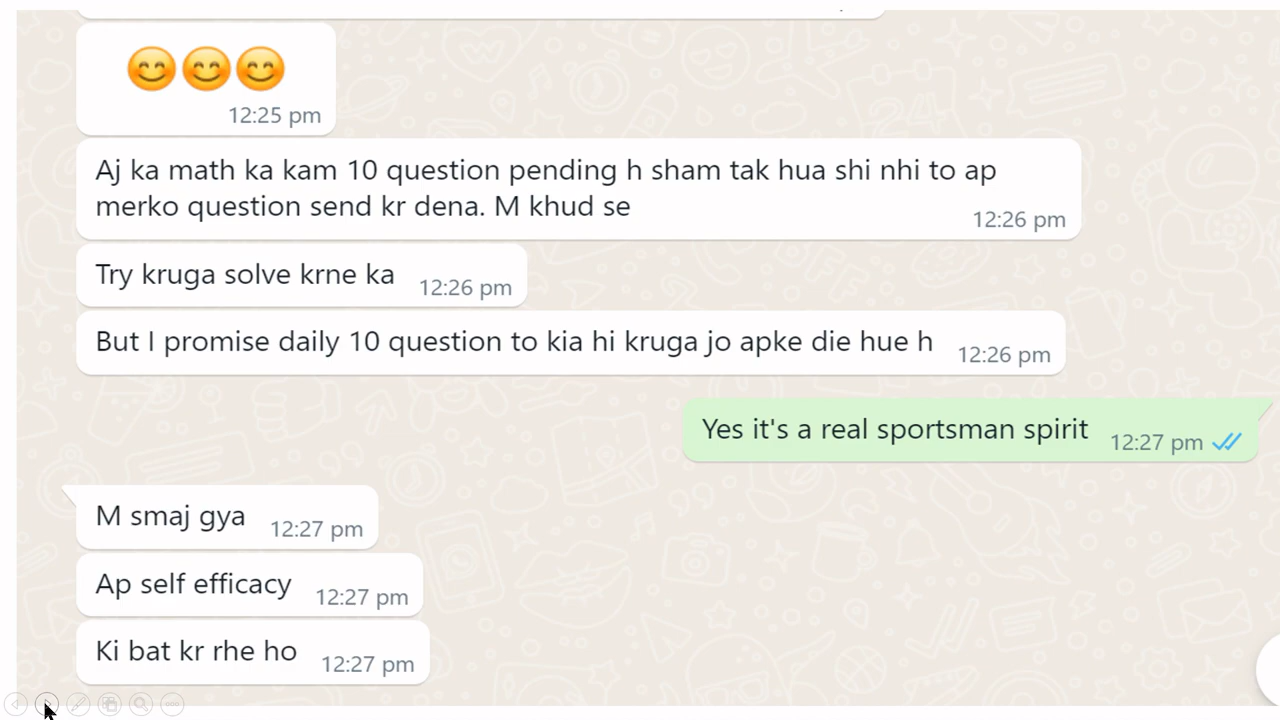 😊😊😊
12:25 pm
Aj ka math ka kam 10 question pending h sham tak hua shi nhi to ap
merko question send kr dena. M khud se
12:26 pm
Try kruga solve krne ka 12:26 pm
But I promise daily 10 question to kia hi kruga jo apke die hue h 12:26 pm
Yes it's a real sportsman spirit 12:27 pm
M smaj gya 12:27 pm
Ap self efficacy 12:27 pm
Ki bat kr rhe ho 12:27 pm